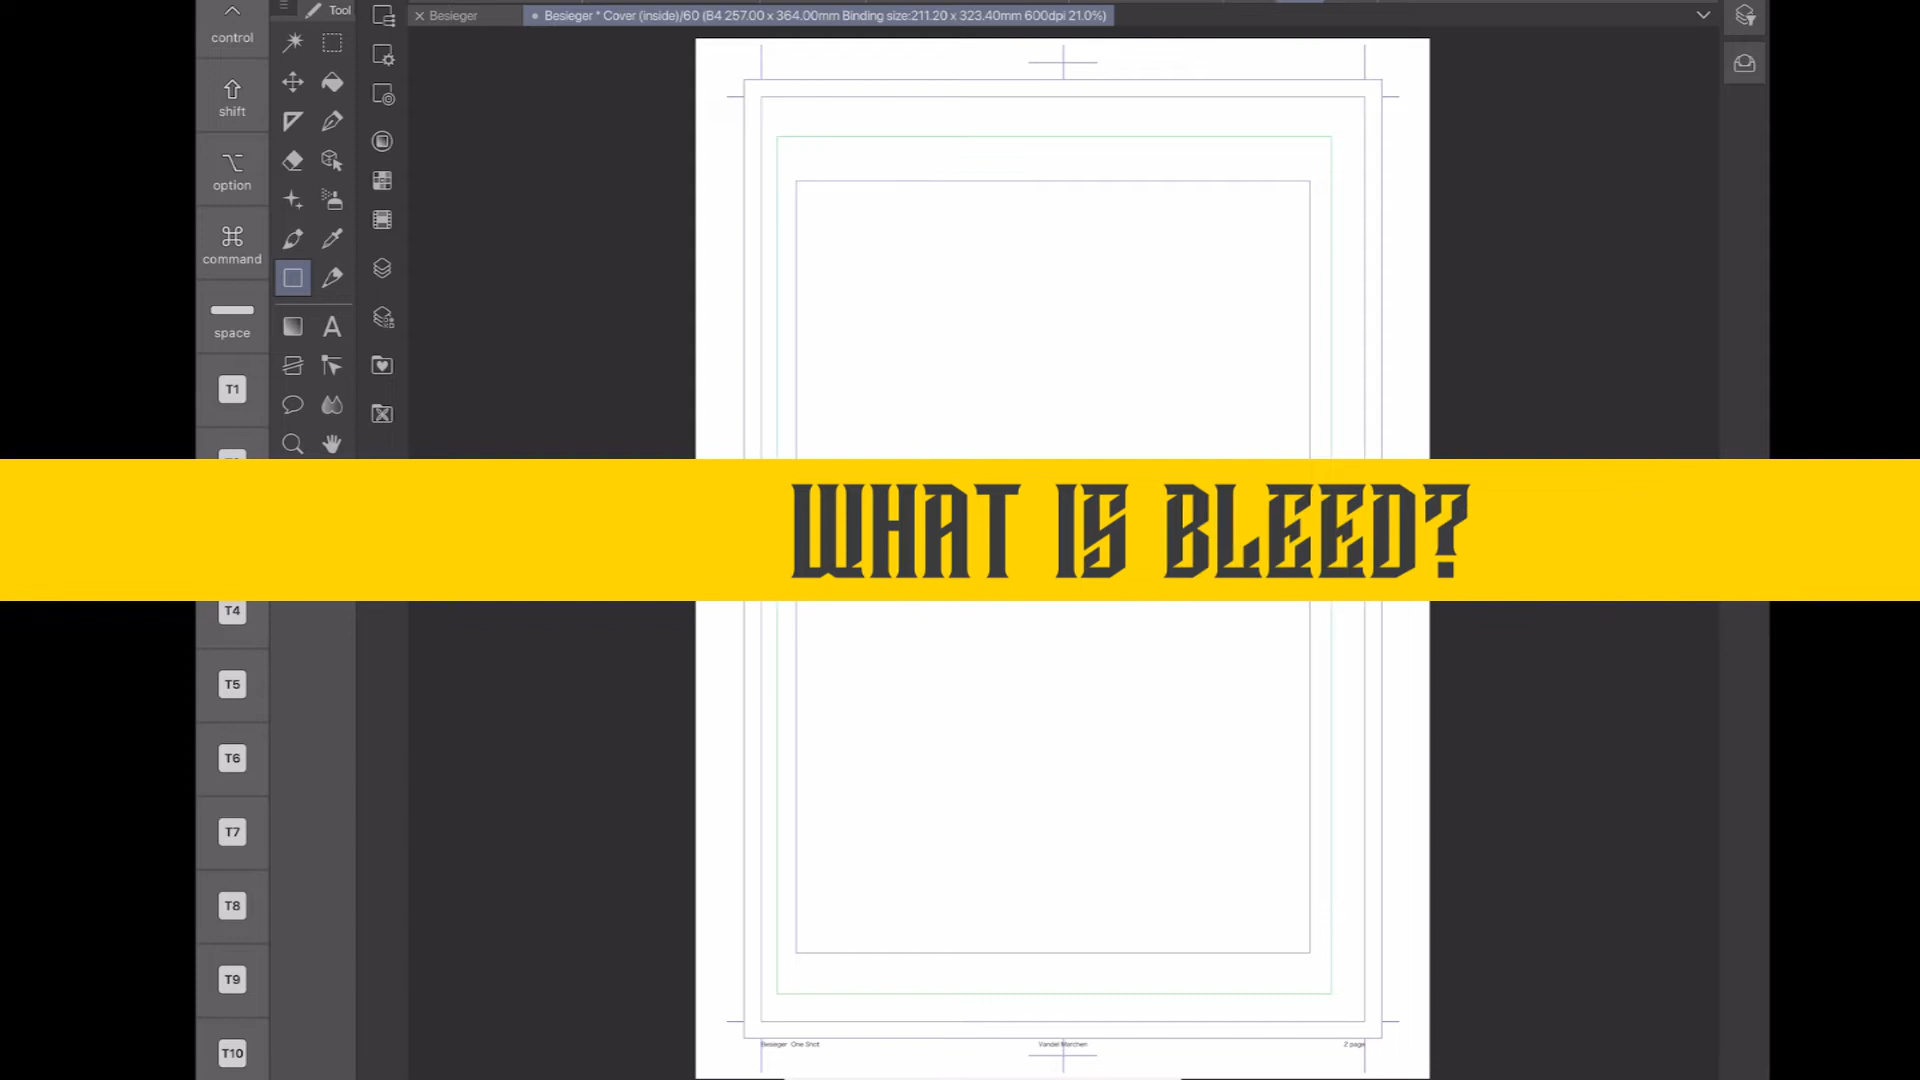 Tool
Besieger
Besieger * Cover (inside)/60 (B4 257.00 x 364.00mm Binding size:211.20 x 323.40mm 600dpi 21.0%)
control
shift
option
command
space
A
T1
WHAT IS BLEED?
T4
T5
T6
T7
T8
T9
T10
Besieger One Shot
Vandel Marchen
2 page